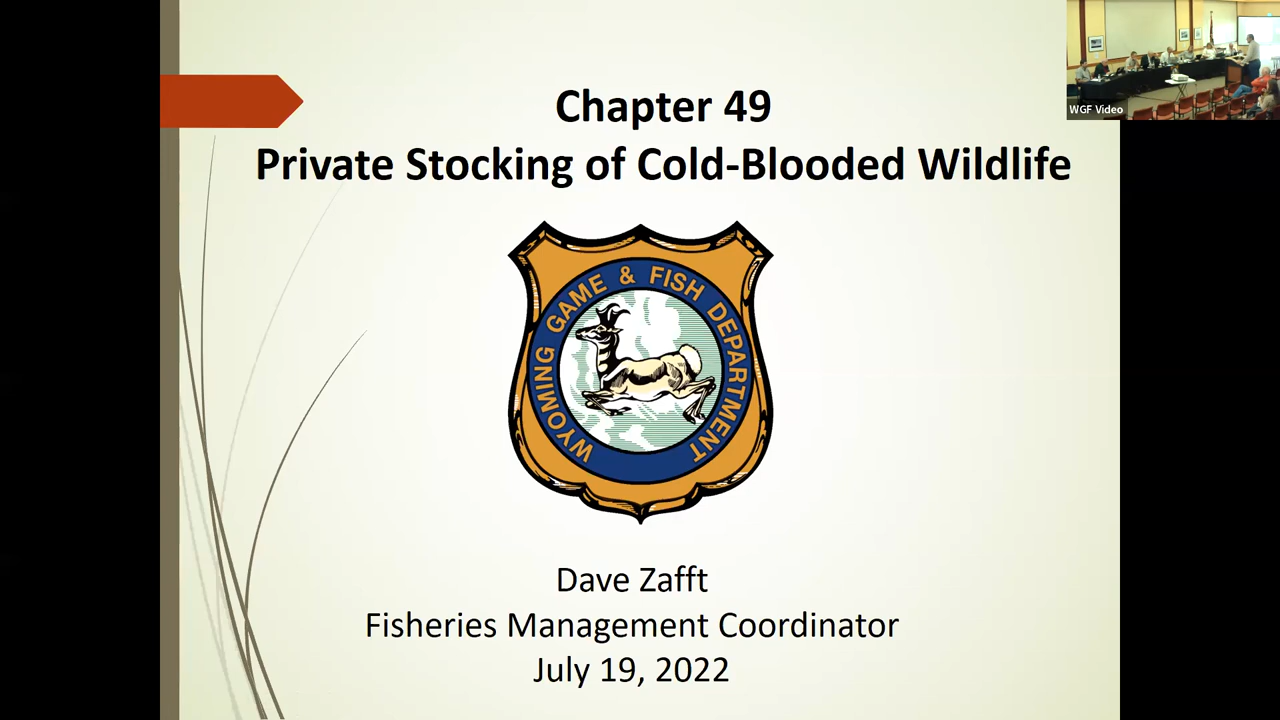 Chapter 49
Private Stocking of Cold-Blooded Wildlife
WYOMING GAME & FISH DEPARTMENT
Dave Zafft
Fisheries Management Coordinator
July 19, 2022
WGF Video